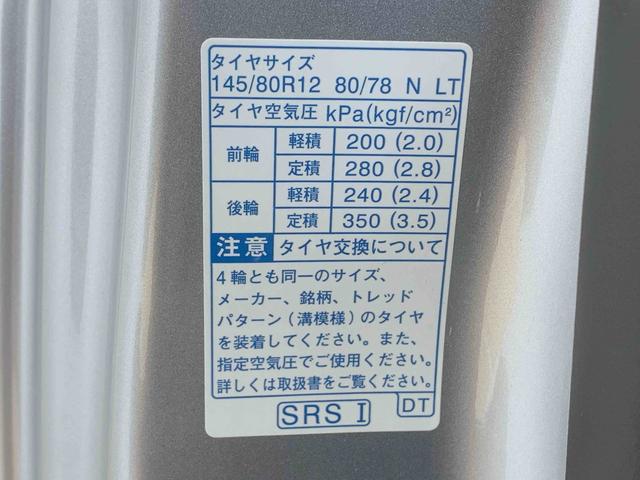 タイヤサイズ
145/80R12 80/78 N LT
タイヤ空気圧 kPa(kgf/cm²)
前輪 軽積 200 (2.0)
定積 280 (2.8)
後輪 軽積 240 (2.4)
定積 350 (3.5)
注意 タイヤ交換について
4輪とも同一のサイズ、
メーカー、銘柄、トレッド
パターン(溝模様)のタイヤ
を装着してください。また、
指定空気圧でご使用ください。
詳しくは取扱書をご覧ください。
SRS I DT